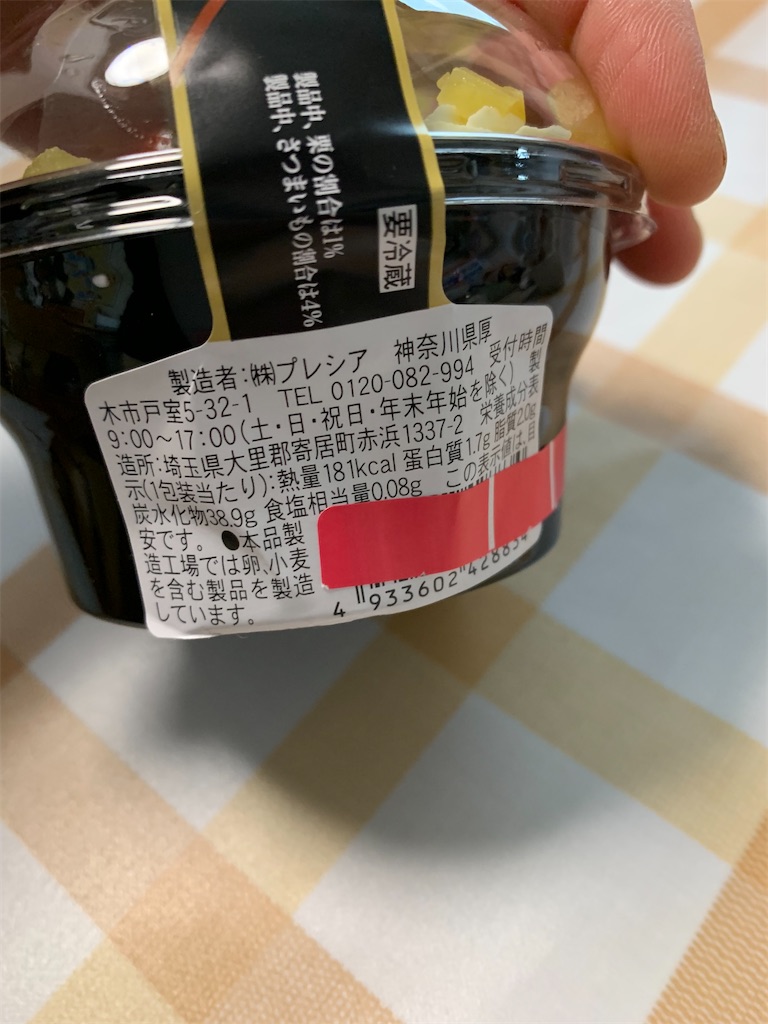 製品中、栗の割合は1%
製品中、さつまいもの割合は4%
要冷蔵
製造者：㈱プレシア　神奈川県厚
木市戸室5-32-1　TEL 0120-082-994　受付時間
9：00～17：00（土・日・祝日・年末年始を除く）　製
造所：埼玉県大里郡寄居町赤浜1337-2　栄養成分表
示（1包装当たり）：熱量181kcal 蛋白質1.7g 脂質2.0g
炭水化物38.9g 食塩相当量0.08g　この表示値は、目
安です。　●本品製
造工場では卵、小麦
を含む製品を製造
しています。
4 933602 428854